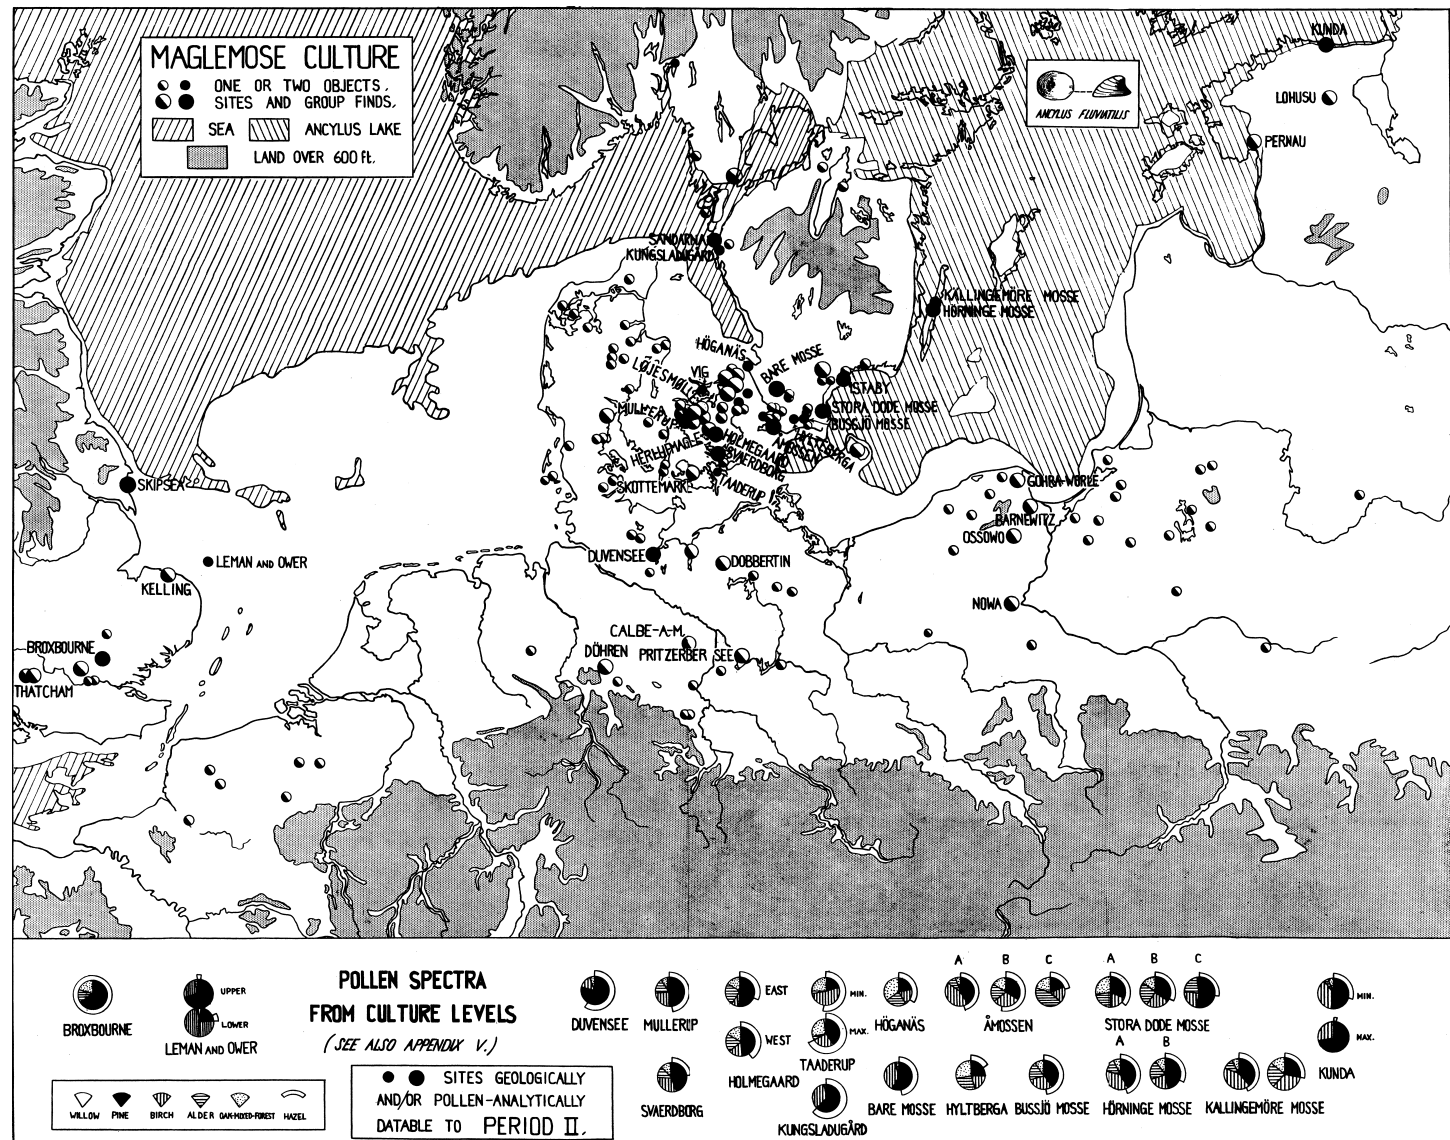 MAGLEMOSE CULTURE
ONE OR TWO OBJECTS.
SITES AND GROUP FINDS.
SEA
ANCYLUS LAKE
LAND OVER 600 ft.
ANCYLUS FLUVIATILIS
KUNDA
LOHUSU
PERNAU
SANDARNA
KUNGSLADUGÅRD
KÄLLINGEMÖRE MOSSE
HÖRNINGE MOSSE
HÖGANÄS
BARE MOSSE
VIG
LØJESMØLLE
ISTABY
STORA DODE MOSSE
BUSSJÖ MOSSE
MULLERUP
HOLMEGAARD
ÅMOSSEN
HYLTEBERGA
HERLUFMAGLE
SVAERDBORG
SKOTTEMARKE
TAADERUP
SKIPSEA
GOHRA-WORLE
BARNEWITZ
OSSOWO
DUVENSEE
DOBBERTIN
LEMAN AND OWER
KELLING
NOWA
BROXBOURNE
CALBE-A-M.
DÖHREN
PRITZERBER SEE
THATCHAM
POLLEN SPECTRA
FROM CULTURE LEVELS
(SEE ALSO APPENDIX V.)
BROXBOURNE
UPPER
LOWER
LEMAN AND OWER
DUVENSEE
MULLERUP
EAST
WEST
HOLMEGAARD
SVAERDBORG
MIN.
MAX.
TAADERUP
KUNGSLADUGÅRD
HÖGANÄS
A B C
ÅMOSSEN
A B C
STORA DODE MOSSE
BARE MOSSE
HYLTBERGA
BUSSJÖ MOSSE
A B
HÖRNINGE MOSSE
KALLINGEMÖRE MOSSE
MIN.
MAX.
KUNDA
WILLOW PINE BIRCH ALDER OAK-MIXED-FOREST HAZEL
SITES GEOLOGICALLY
AND/OR POLLEN-ANALYTICALLY
DATABLE TO PERIOD II.